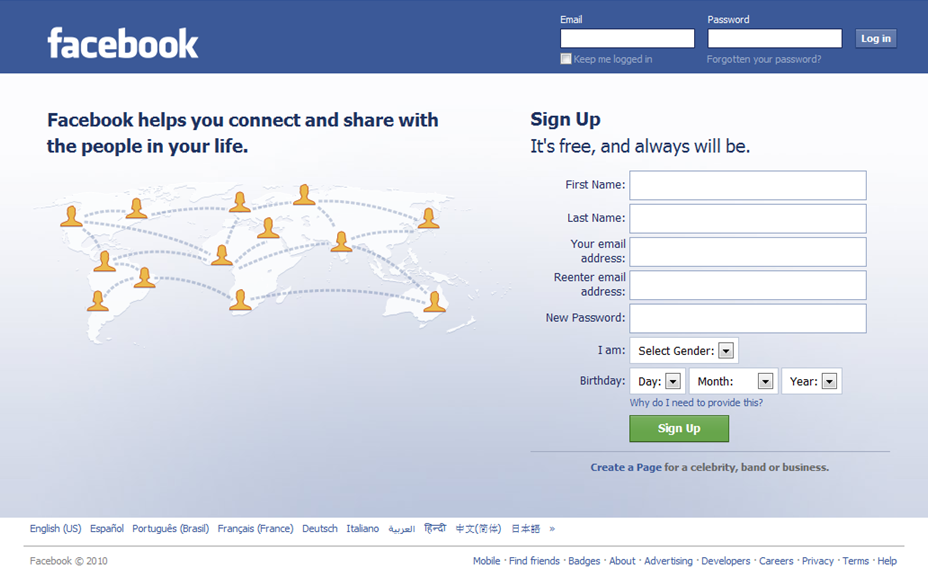 facebook
Email
Password
Log in
Keep me logged in
Forgotten your password?
Facebook helps you connect and share with
the people in your life.
Sign Up
It's free, and always will be.
First Name:
Last Name:
Your email
address:
Reenter email
address:
New Password:
I am: Select Gender:
Birthday: Day: Month: Year:
Why do I need to provide this?
Sign Up
Create a Page for a celebrity, band or business.
English (US) Español Português (Brasil) Français (France) Deutsch Italiano العربية हिन्दी 中文(简体) 日本語 »
Facebook © 2010
Mobile · Find friends · Badges · About · Advertising · Developers · Careers · Privacy · Terms · Help